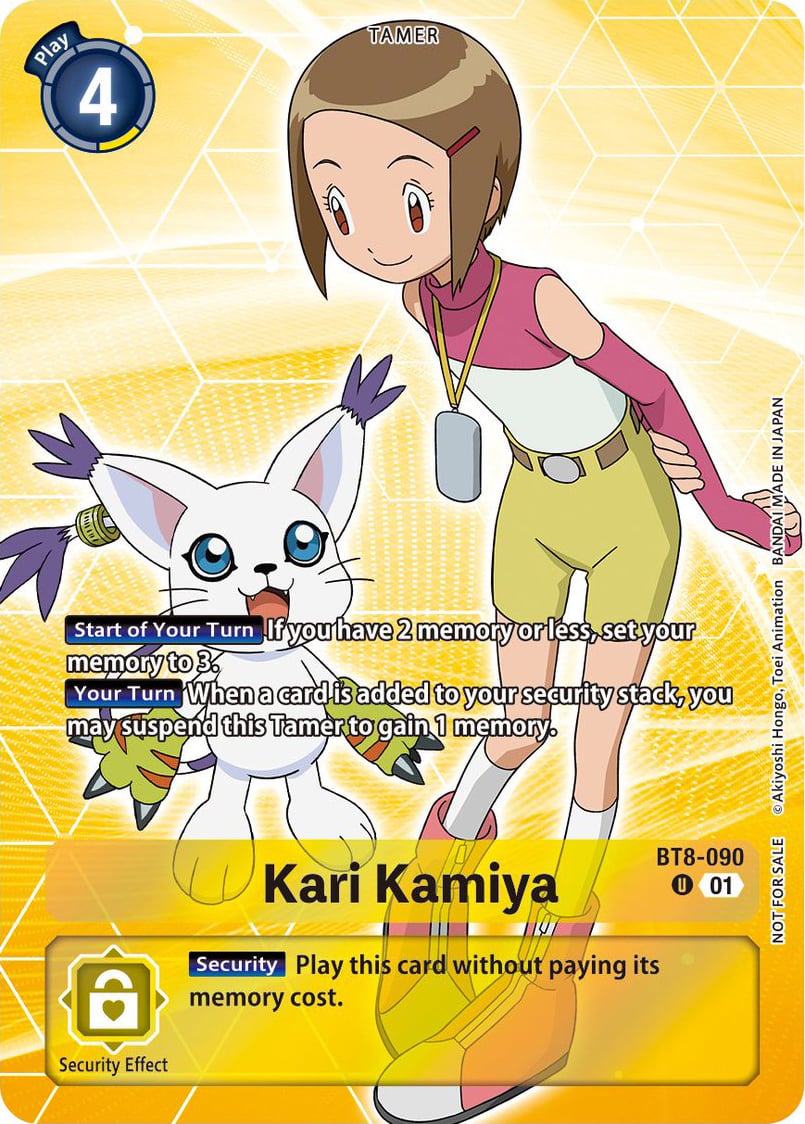 TAMER
Play
4
Start of Your Turn If you have 2 memory or less, set your
memory to 3.
Your Turn When a card is added to your security stack, you
may suspend this Tamer to gain 1 memory.
© Akiyoshi Hongo, Toei Animation BANDAI MADE IN JAPAN
NOT FOR SALE
BT8-090
U 01
Kari Kamiya
Security Play this card without paying its
memory cost.
Security Effect